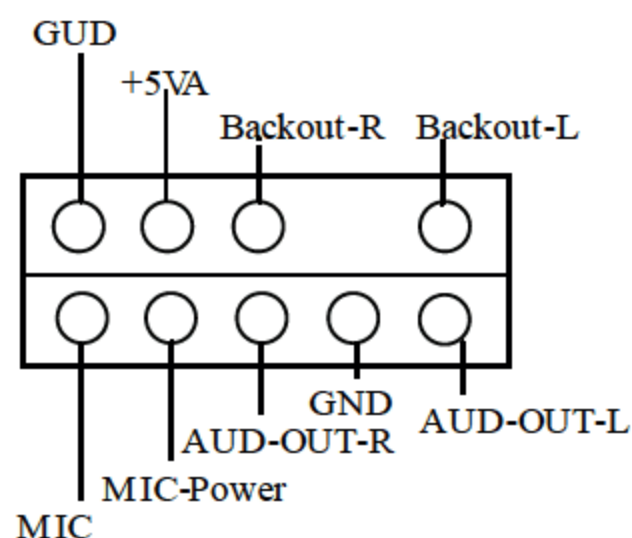 GUD
+5VA
Backout-R Backout-L
GND
AUD-OUT-L
AUD-OUT-R
MIC-Power
MIC